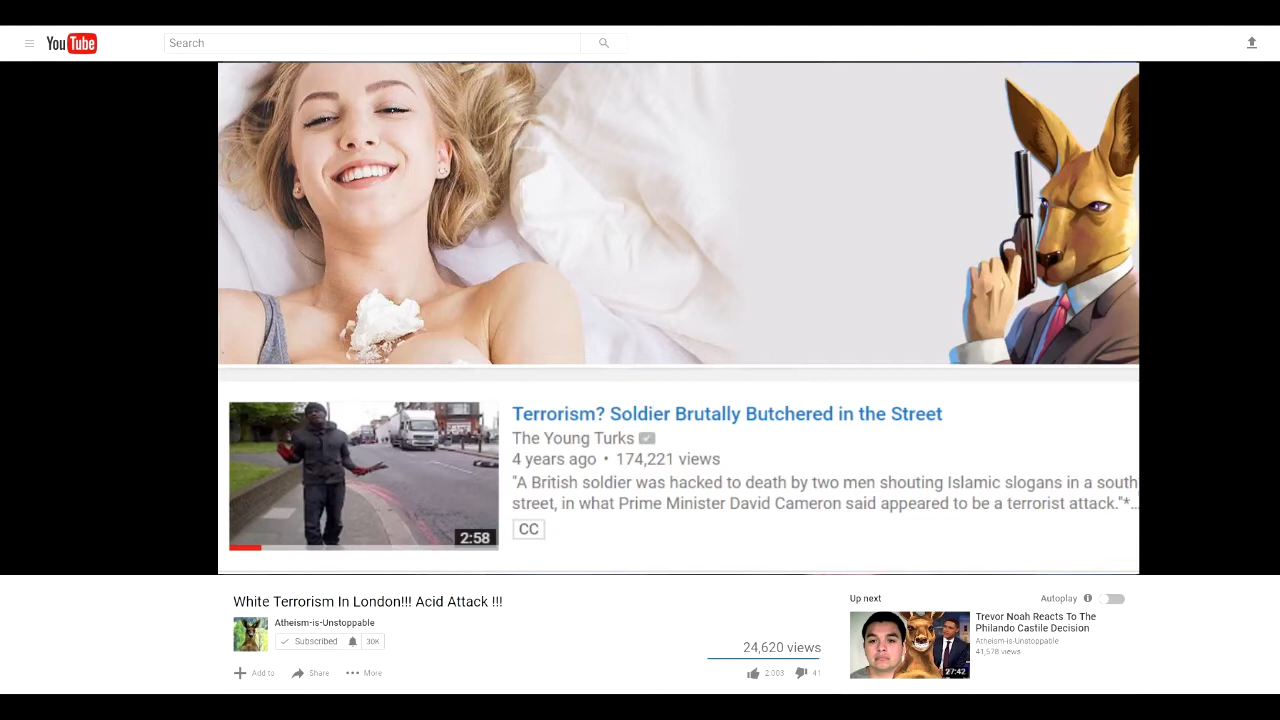 YouTube
Search
Terrorism? Soldier Brutally Butchered in the Street
The Young Turks
4 years ago • 174,221 views
"A British soldier was hacked to death by two men shouting Islamic slogans in a south
street, in what Prime Minister David Cameron said appeared to be a terrorist attack."*...
2:58
CC
White Terrorism In London!!! Acid Attack !!!
Atheism-is-Unstoppable
Subscribed 30K
24,620 views
Add to Share More
2,003 41
Up next Autoplay
Trevor Noah Reacts To The
Philando Castile Decision
Atheism-is-Unstoppable
41,578 views
27:42